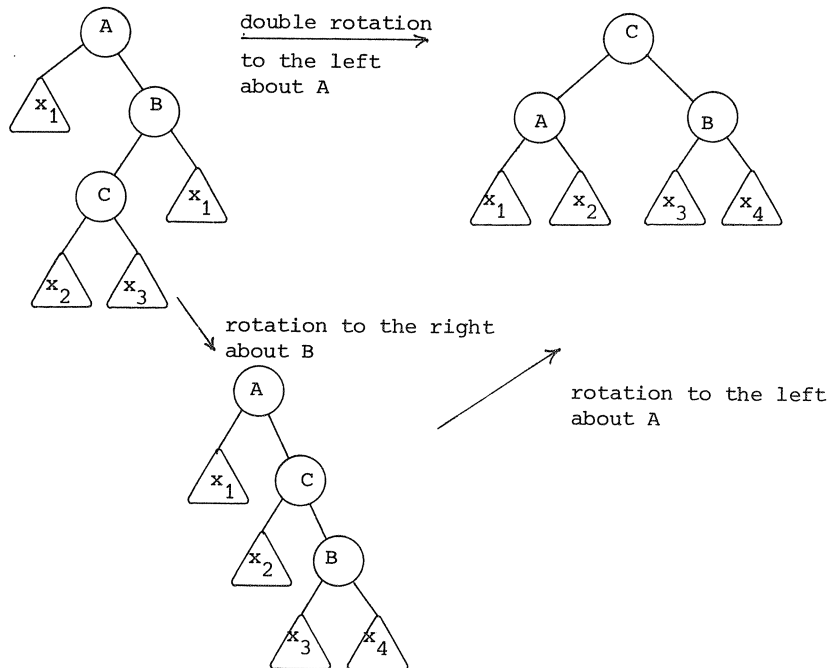 A
double rotation
to the left
about A
x1
B
C
x1
x2
x3
C
A
B
x1
x2
x3
x4
rotation to the right
about B
rotation to the left
about A
A
x1
C
x2
B
x3
x4